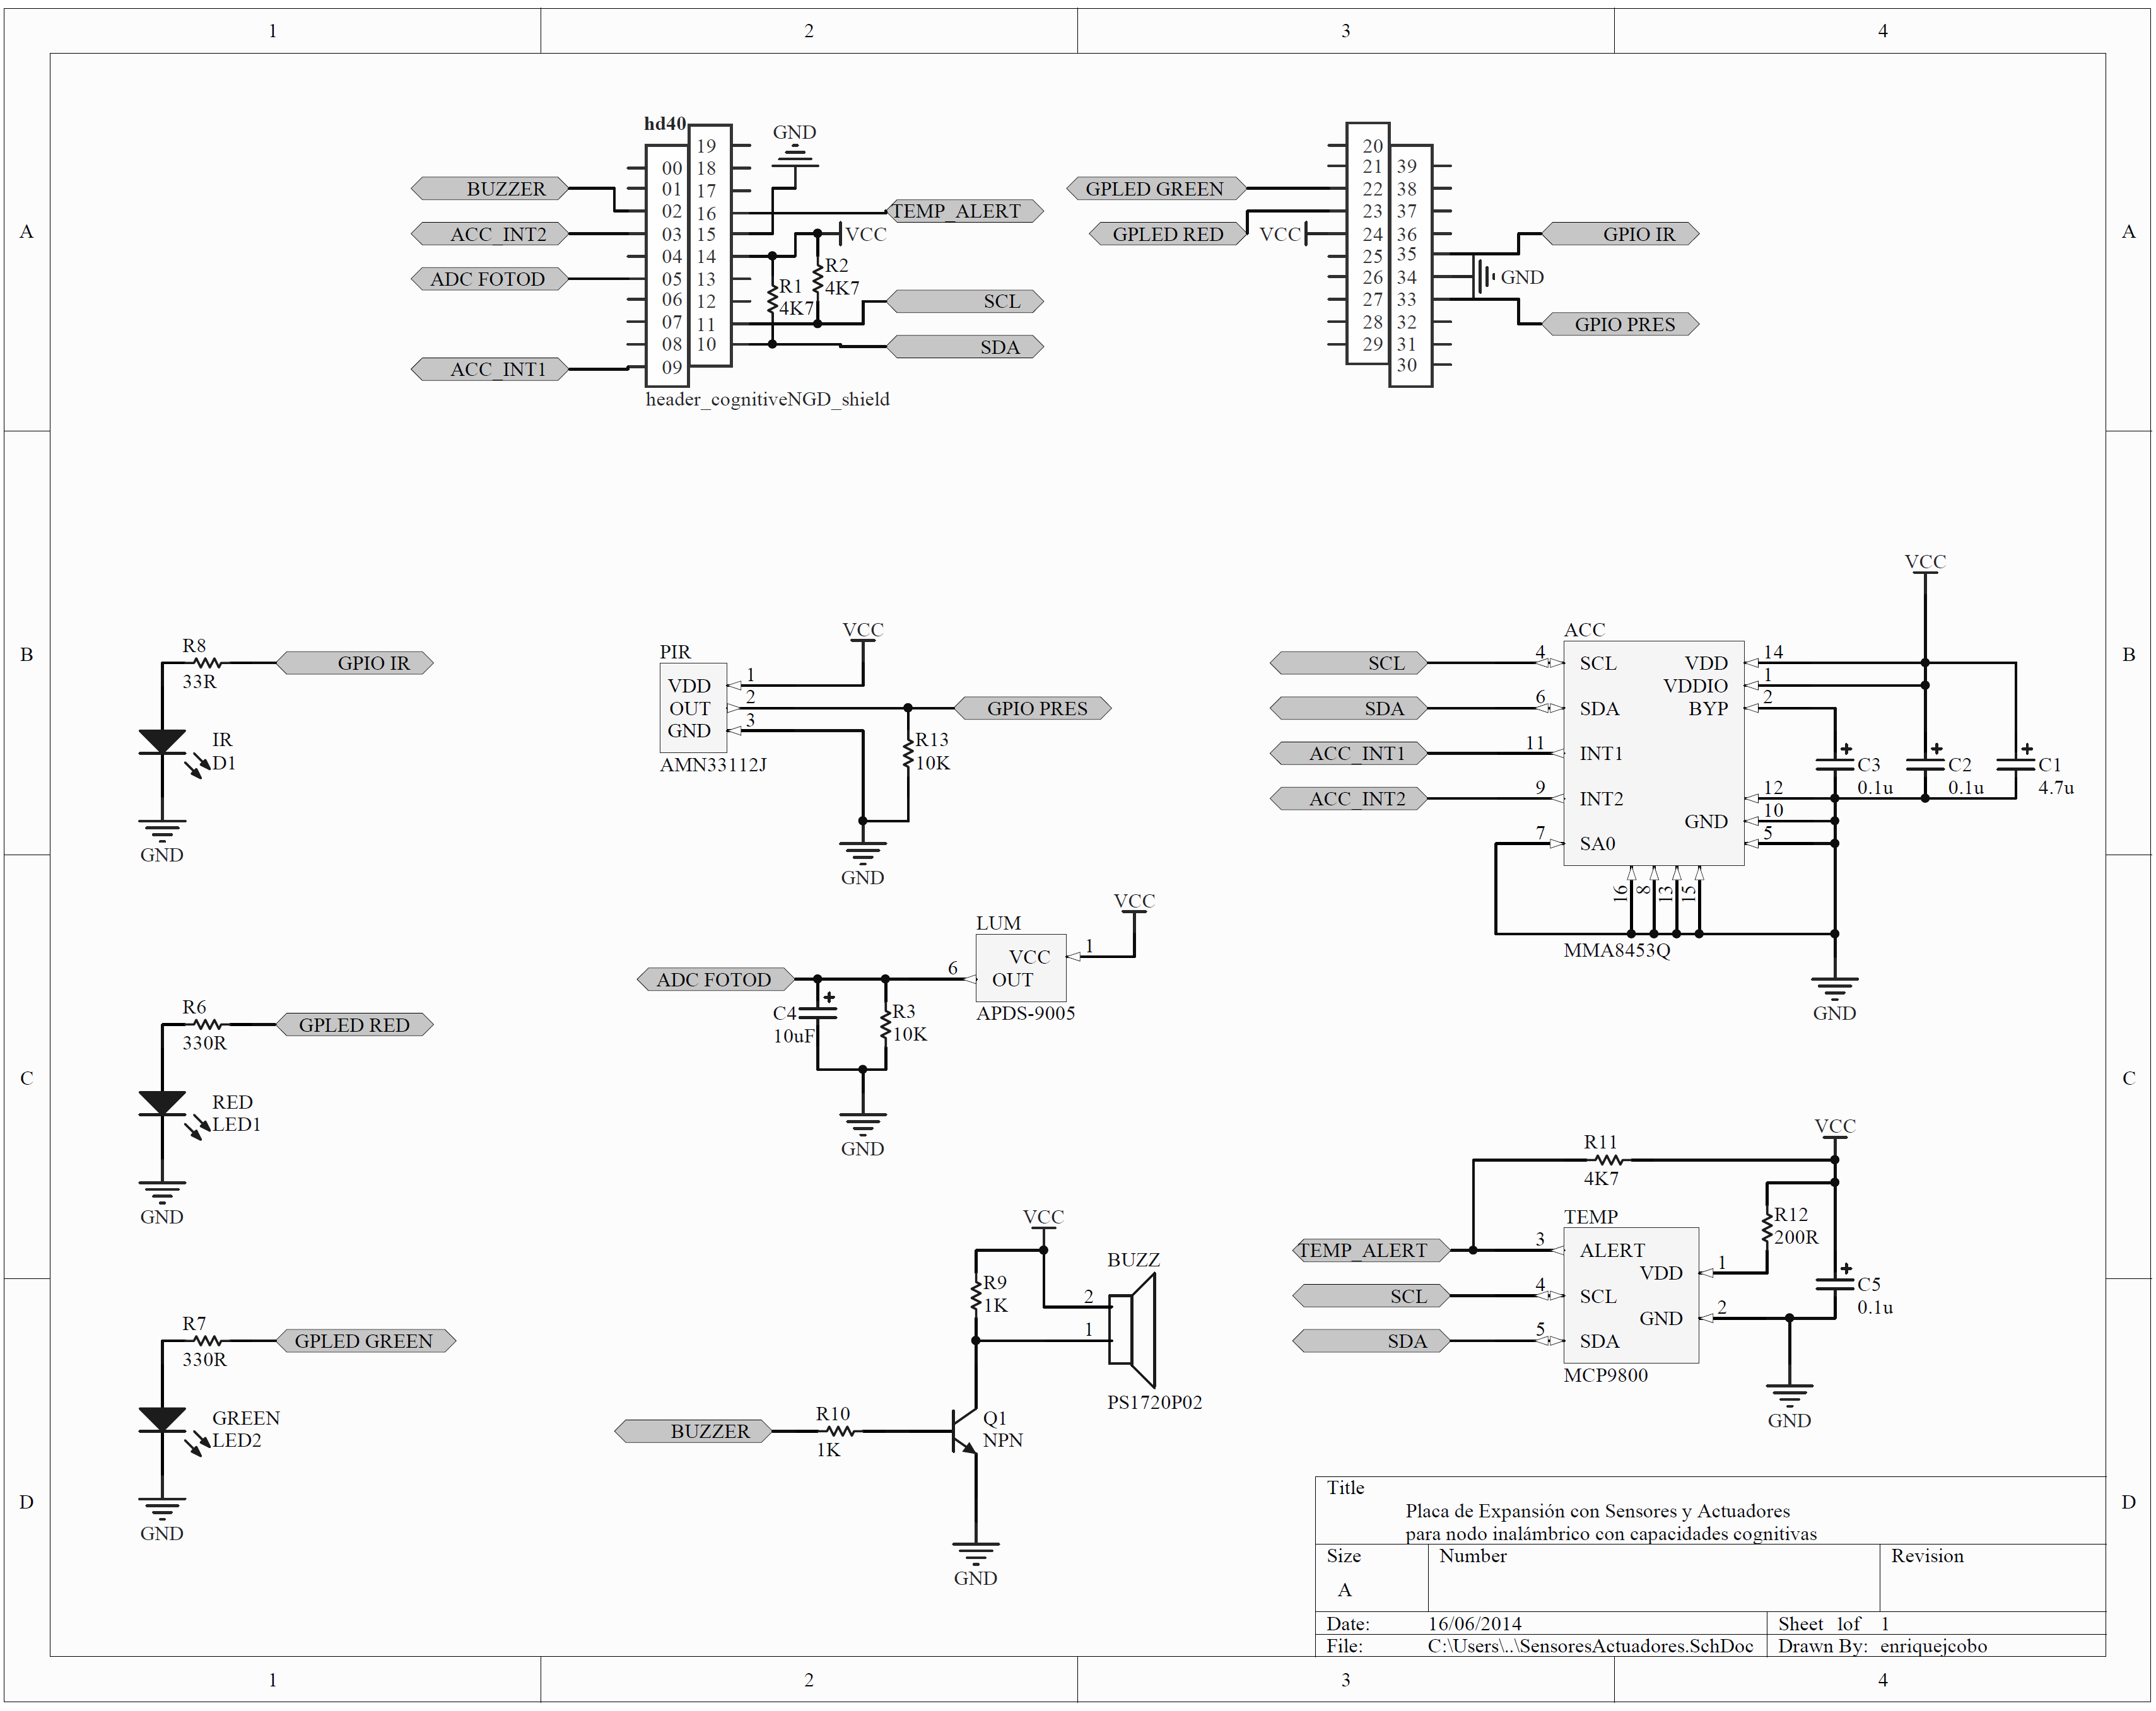 1 2 3 4
A
A
hd40
19
00 18
01 17
02 16
03 15
04 14
05 13
06 12
07 11
08 10
09
header_cognitiveNGD_shield
BUZZER
ACC_INT2
ADC FOTOD
ACC_INT1
GND
TEMP_ALERT
VCC
R2
4K7
R1
4K7
SCL
SDA
20
21 39
22 38
23 37
24 36
25 35
26 34
27 33
28 32
29 31
30
GPLED GREEN
GPLED RED
VCC
GPIO IR
GND
GPIO PRES
B
B
R8
33R
GPIO IR
IR
D1
GND
PIR
VCC
VDD 1
OUT 2
GND 3
AMN33112J
GPIO PRES
R13
10K
GND
ACC
VCC
SCL 4 SCL
SDA 6 SDA
ACC_INT1 11 INT1
ACC_INT2 9 INT2
7 SA0
VDD 14
VDDIO 1
BYP 2
12
GND 10
5
16 8 13 15
MMA8453Q
C3
0.1u
C2
0.1u
C1
4.7u
GND
LUM
VCC
VCC 1
6 OUT
APDS-9005
ADC FOTOD
C4
10uF
R3
10K
GND
C
C
R6
330R
GPLED RED
RED
LED1
GND
R11
4K7
VCC
R12
200R
TEMP
TEMP_ALERT 3 ALERT
VDD 1
SCL 4 SCL
GND 2
SDA 5 SDA
MCP9800
C5
0.1u
GND
VCC
R9
1K
BUZZ
2
1
PS1720P02
BUZZER
R10
1K
Q1
NPN
GND
R7
330R
GPLED GREEN
GREEN
LED2
GND
D
D
Title
Placa de Expansión con Sensores y Actuadores
para nodo inalámbrico con capacidades cognitivas
Size Number Revision
A
Date: 16/06/2014 Sheet 1of 1
File: C:\Users\..\SensoresActuadores.SchDoc Drawn By: enriquejcobo
1 2 3 4